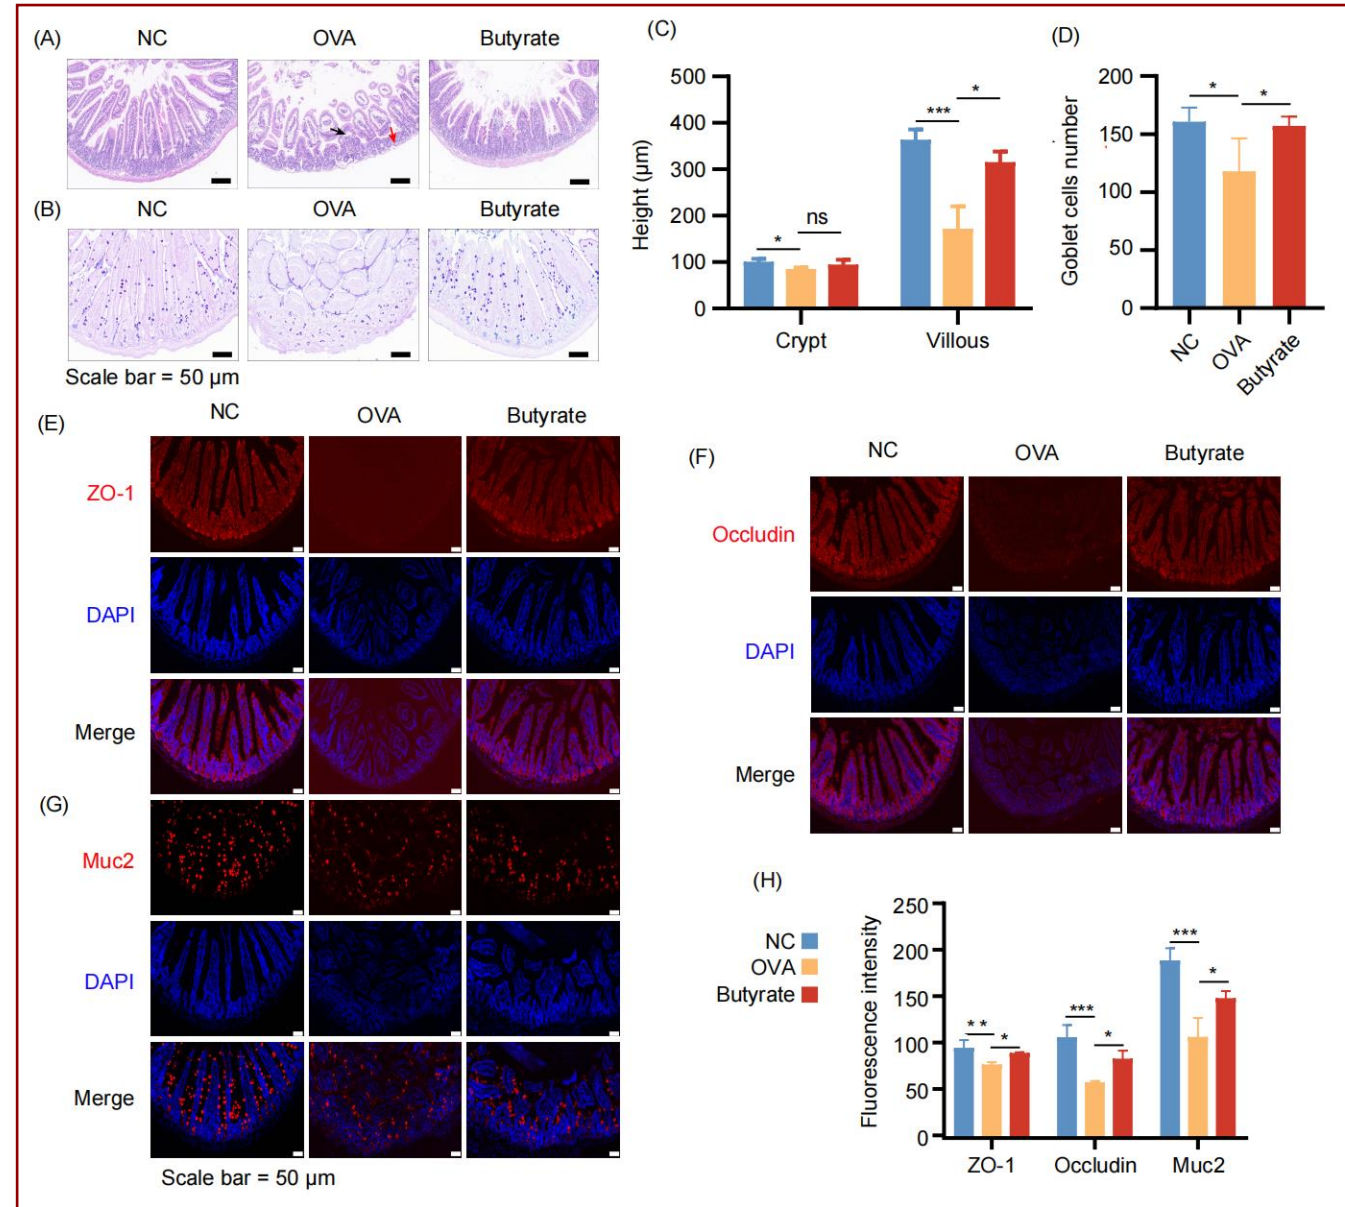 (A)
NC OVA Butyrate
(B)
NC OVA Butyrate
Scale bar = 50 μm
(C)
Height (μm)
500
400
300
200
100
0
* ns
*** *
Crypt Villous
(D)
Goblet cells number
200
150
100
50
0
* *
NC OVA Butyrate
(E)
NC OVA Butyrate
ZO-1
DAPI
Merge
(F)
NC OVA Butyrate
Occludin
DAPI
Merge
(G)
Muc2
DAPI
Merge
Scale bar = 50 μm
(H)
NC
OVA
Butyrate
Fluorescence intensity
250
200
150
100
50
0
** *
*** *
*** *
ZO-1 Occludin Muc2